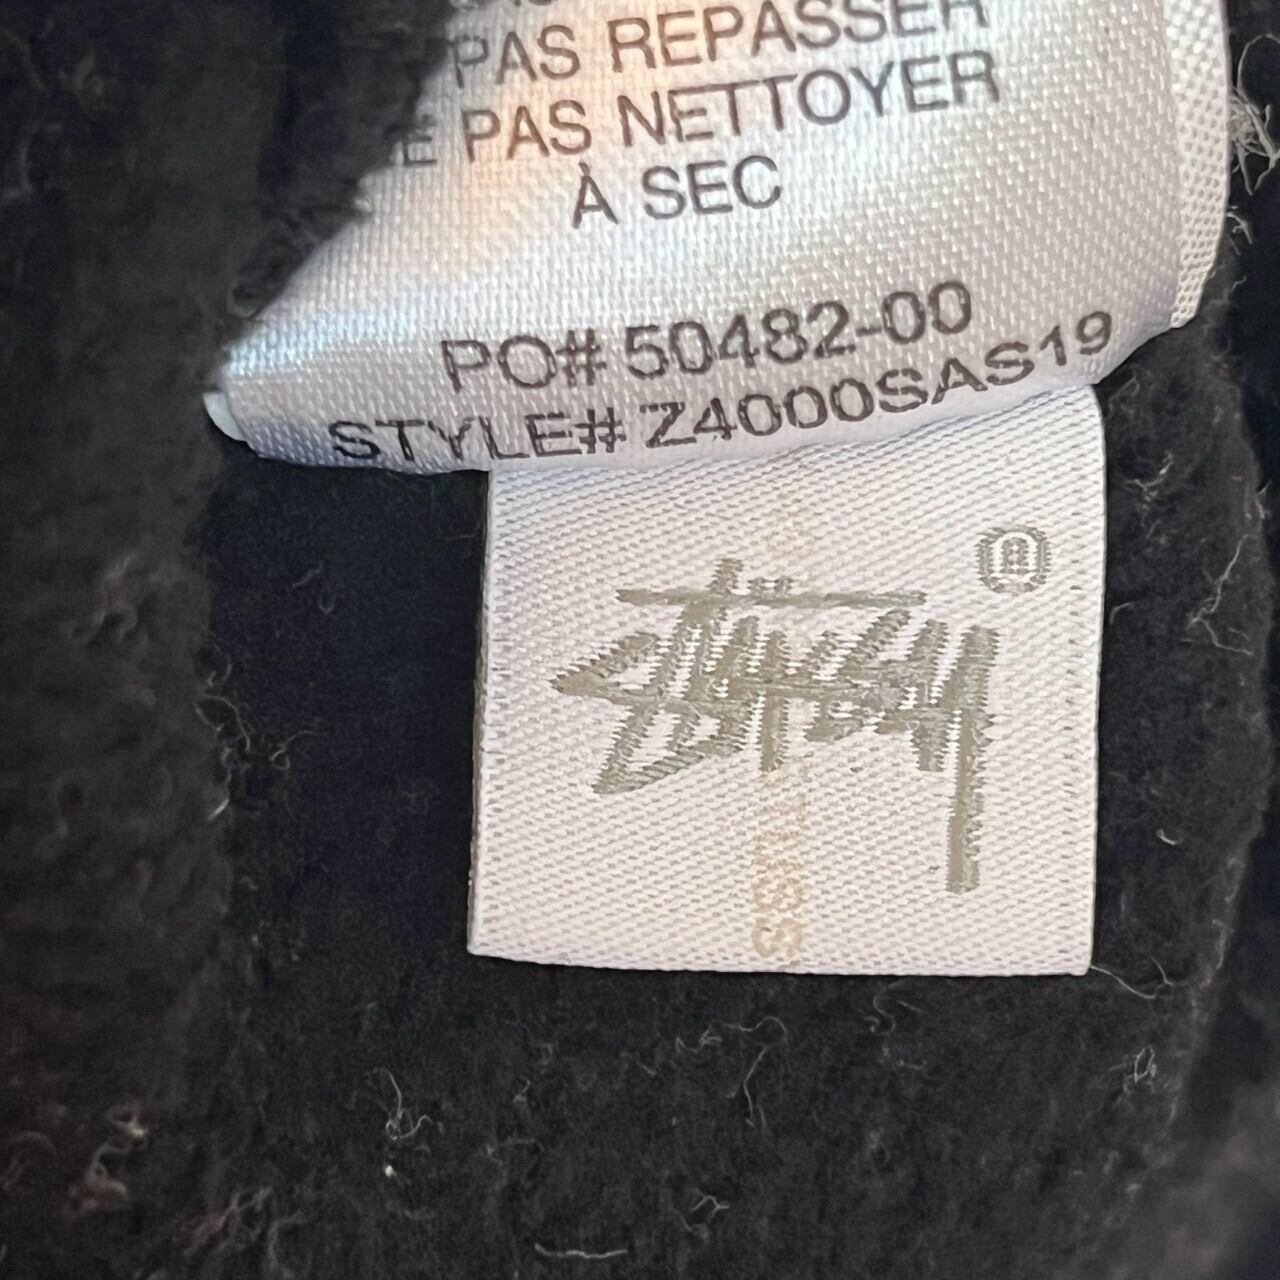 PAS REPASSER
E PAS NETTOYER
À SEC
PO# 50482-00
STYLE# Z4000SAS19
Stüssy ®